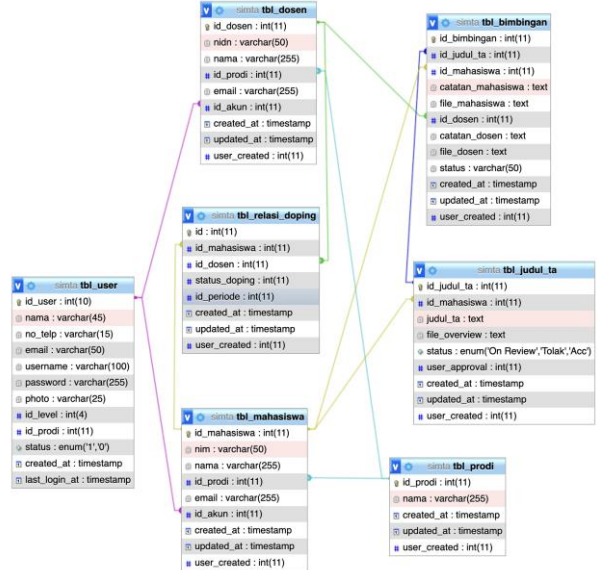 simta tbl_dosen
id_dosen : int(11)
nidn : varchar(50)
nama : varchar(255)
id_prodi : int(11)
email : varchar(255)
id_akun : int(11)
created_at : timestamp
updated_at : timestamp
user_created : int(11)
simta tbl_bimbingan
id_bimbingan : int(11)
id_judul_ta : int(11)
id_mahasiswa : int(11)
catatan_mahasiswa : text
file_mahasiswa : text
id_dosen : int(11)
catatan_dosen : text
file_dosen : text
status : varchar(50)
created_at : timestamp
updated_at : timestamp
user_created : int(11)
simta tbl_relasi_doping
id : int(11)
id_mahasiswa : int(11)
id_dosen : int(11)
status_doping : int(11)
id_periode : int(11)
created_at : timestamp
updated_at : timestamp
user_created : int(11)
simta tbl_user
id_user : int(10)
nama : varchar(45)
no_telp : varchar(15)
email : varchar(50)
username : varchar(100)
password : varchar(255)
photo : varchar(25)
id_level : int(4)
id_prodi : int(11)
status : enum('1','0')
created_at : timestamp
last_login_at : timestamp
simta tbl_judul_ta
id_judul_ta : int(11)
id_mahasiswa : int(11)
judul_ta : text
file_overview : text
status : enum('On Review','Tolak','Acc')
user_approval : int(11)
created_at : timestamp
updated_at : timestamp
user_created : int(11)
simta tbl_mahasiswa
id_mahasiswa : int(11)
nim : varchar(50)
nama : varchar(255)
id_prodi : int(11)
email : varchar(255)
id_akun : int(11)
created_at : timestamp
updated_at : timestamp
user_created : int(11)
simta tbl_prodi
id_prodi : int(11)
nama : varchar(255)
created_at : timestamp
updated_at : timestamp
user_created : int(11)